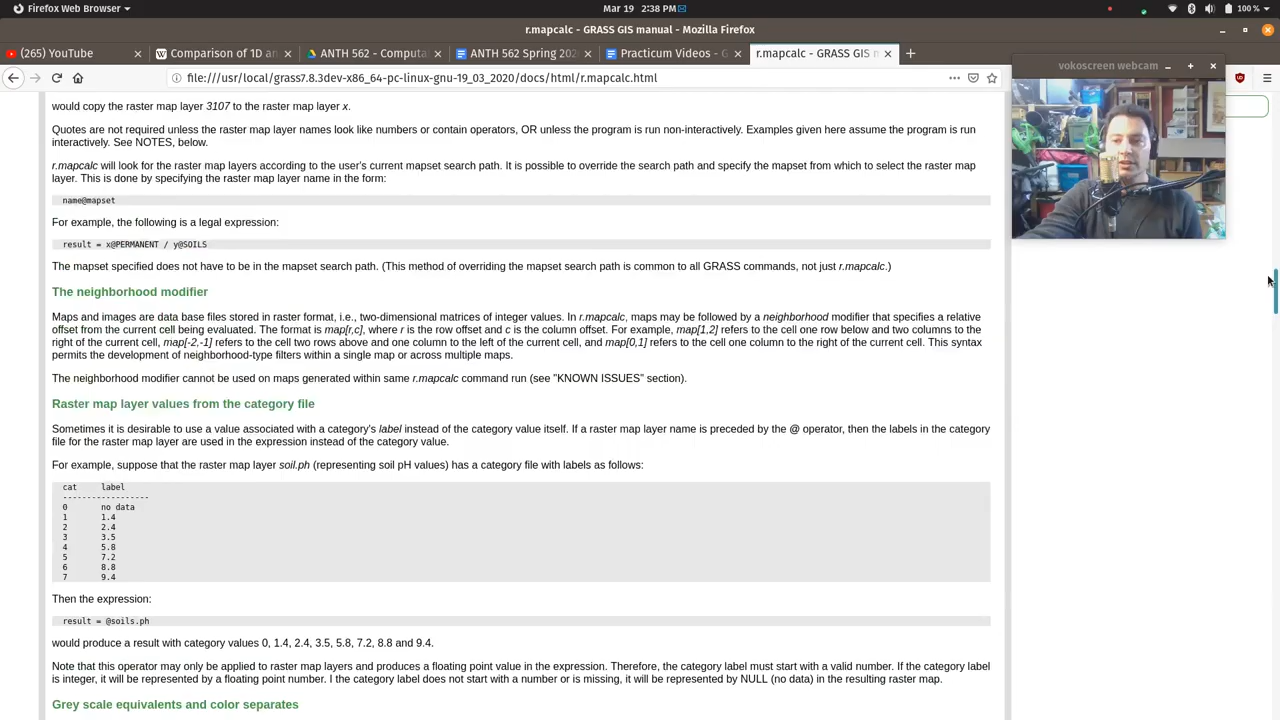 Firefox Web Browser
Mar 19 2:38 PM
100 %
r.mapcalc - GRASS GIS manual - Mozilla Firefox
(265) YouTube
Comparison of 1D an
ANTH 562 - Computa
ANTH 562 Spring 202
Practicum Videos - G
r.mapcalc - GRASS GIS m
vokoscreen webcam
file:///usr/local/grass7.8.3dev-x86_64-pc-linux-gnu-19_03_2020/docs/html/r.mapcalc.html
would copy the raster map layer 3107 to the raster map layer x.
Quotes are not required unless the raster map layer names look like numbers or contain operators, OR unless the program is run non-interactively. Examples given here assume the program is run
interactively. See NOTES, below.
r.mapcalc will look for the raster map layers according to the user's current mapset search path. It is possible to override the search path and specify the mapset from which to select the raster map
layer. This is done by specifying the raster map layer name in the form:
name@mapset
For example, the following is a legal expression:
result = x@PERMANENT / y@SOILS
The mapset specified does not have to be in the mapset search path. (This method of overriding the mapset search path is common to all GRASS commands, not just r.mapcalc.)
The neighborhood modifier
Maps and images are data base files stored in raster format, i.e., two-dimensional matrices of integer values. In r.mapcalc, maps may be followed by a neighborhood modifier that specifies a relative
offset from the current cell being evaluated. The format is map[r,c], where r is the row offset and c is the column offset. For example, map[1,2] refers to the cell one row below and two columns to the
right of the current cell, map[-2,-1] refers to the cell two rows above and one column to the left of the current cell, and map[0,1] refers to the cell one column to the right of the current cell. This syntax
permits the development of neighborhood-type filters within a single map or across multiple maps.
The neighborhood modifier cannot be used on maps generated within same r.mapcalc command run (see "KNOWN ISSUES" section).
Raster map layer values from the category file
Sometimes it is desirable to use a value associated with a category's label instead of the category value itself. If a raster map layer name is preceded by the @ operator, then the labels in the category
file for the raster map layer are used in the expression instead of the category value.
For example, suppose that the raster map layer soil.ph (representing soil pH values) has a category file with labels as follows:
cat label
------------------
0 no data
1 1.4
2 2.4
3 3.5
4 5.8
5 7.2
6 8.8
7 9.4
Then the expression:
result = @soils.ph
would produce a result with category values 0, 1.4, 2.4, 3.5, 5.8, 7.2, 8.8 and 9.4.
Note that this operator may only be applied to raster map layers and produces a floating point value in the expression. Therefore, the category label must start with a valid number. If the category label
is integer, it will be represented by a floating point number. I the category label does not start with a number or is missing, it will be represented by NULL (no data) in the resulting raster map.
Grey scale equivalents and color separates